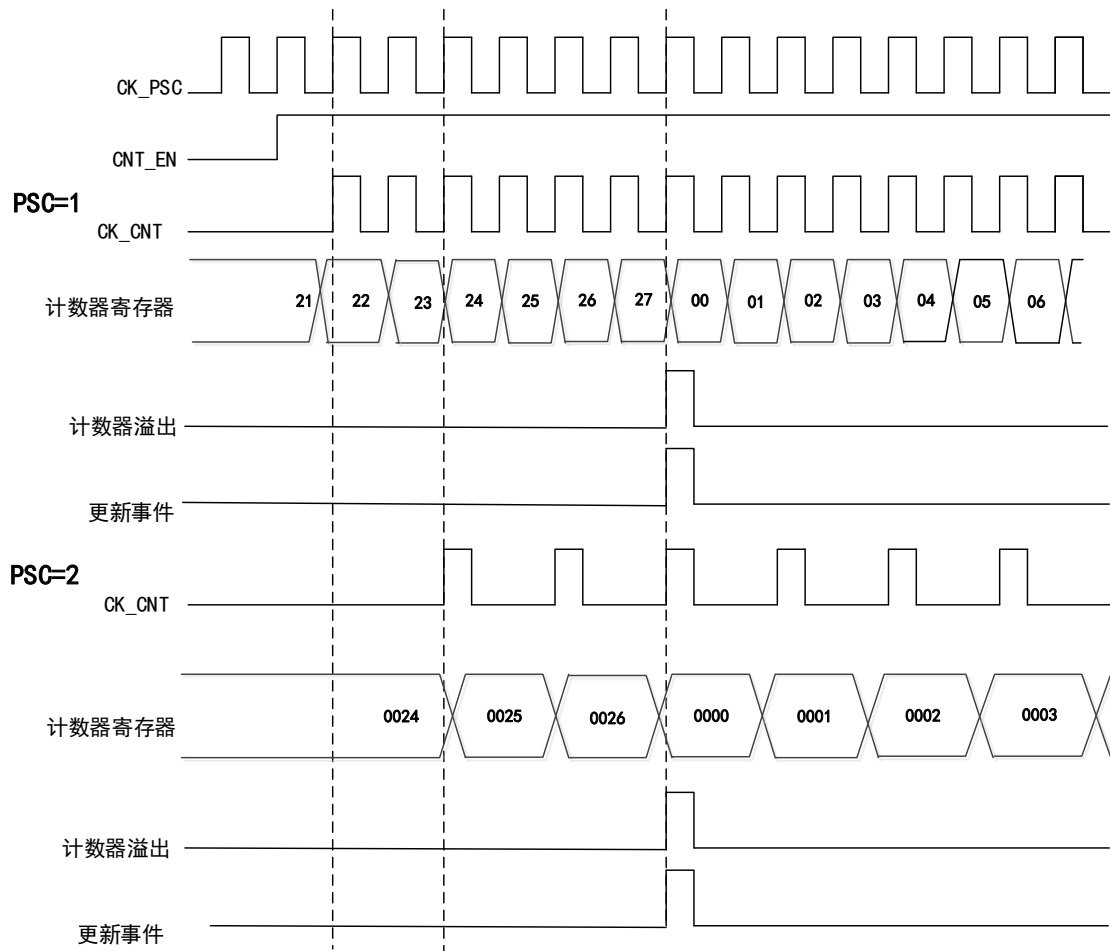 CK_PSC
CNT_EN
PSC=1
CK_CNT
计数器寄存器 21 22 23 24 25 26 27 00 01 02 03 04 05 06
计数器溢出
更新事件
PSC=2
CK_CNT
计数器寄存器 0024 0025 0026 0000 0001 0002 0003
计数器溢出
更新事件